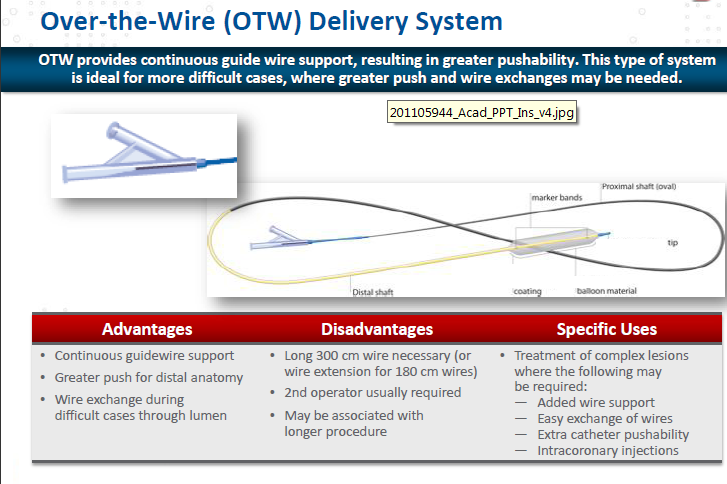 Over-the-Wire (OTW) Delivery System
OTW provides continuous guide wire support, resulting in greater pushability. This type of system
is ideal for more difficult cases, where greater push and wire exchanges may be needed.
201105944_Acad_PPT_Ins_v4.jpg
Proximal shaft (oval)
marker bands
tip
Distal shaft
coating
balloon material
Advantages
• Continuous guidewire support
• Greater push for distal anatomy
• Wire exchange during
difficult cases through lumen
Disadvantages
• Long 300 cm wire necessary (or
wire extension for 180 cm wires)
• 2nd operator usually required
• May be associated with
longer procedure
Specific Uses
• Treatment of complex lesions
where the following may
be required:
— Added wire support
— Easy exchange of wires
— Extra catheter pushability
— Intracoronary injections